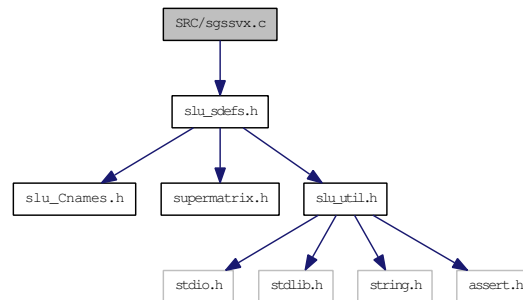 SRC/sgssvx.c
slu_sdefs.h
slu_Cnames.h
supermatrix.h
slu_util.h
stdio.h
stdlib.h
string.h
assert.h